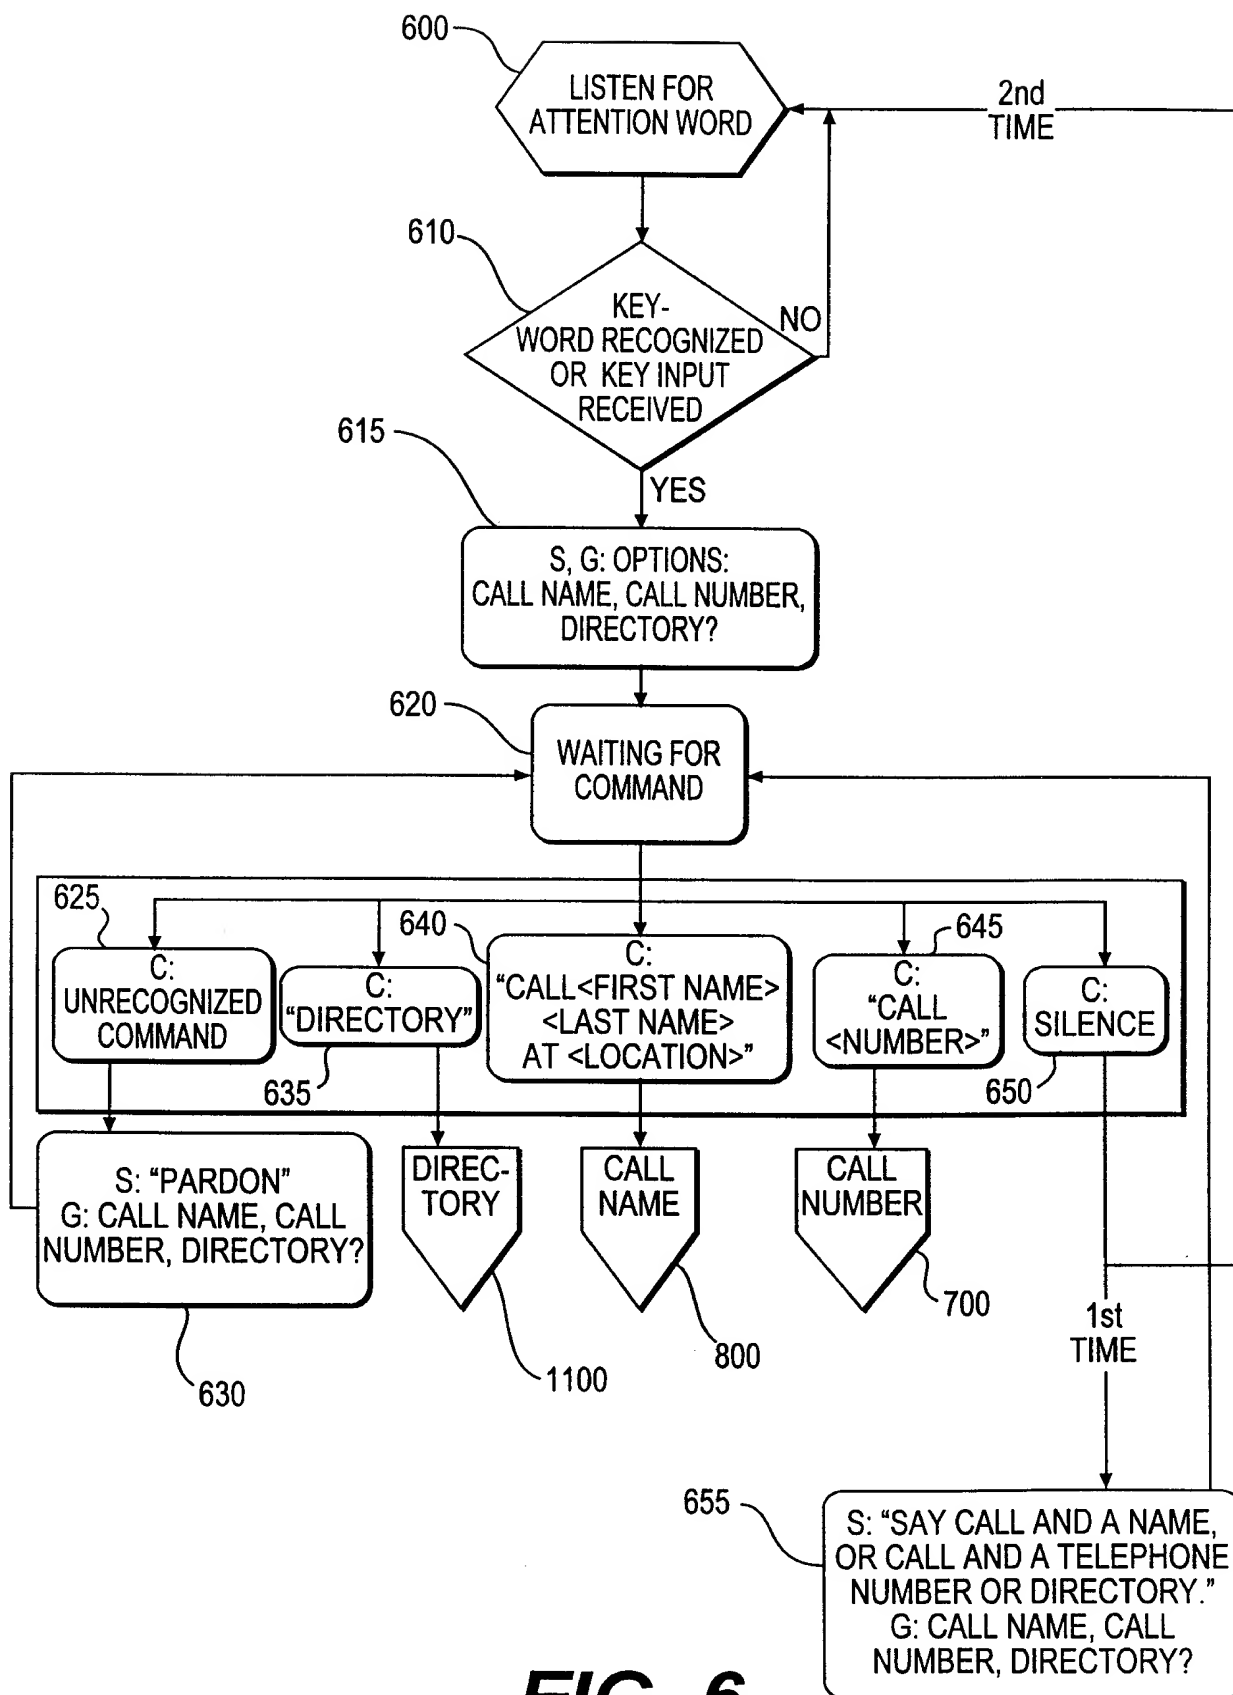 600
LISTEN FOR
ATTENTION WORD
2nd
TIME
610
KEY-
WORD RECOGNIZED
OR KEY INPUT
RECEIVED
NO
615
YES
S, G: OPTIONS:
CALL NAME, CALL NUMBER,
DIRECTORY?
620
WAITING FOR
COMMAND
625
C:
UNRECOGNIZED
COMMAND
C:
“DIRECTORY”
635
640
C:
“CALL<FIRST NAME>
<LAST NAME>
AT <LOCATION>”
645
C:
“CALL
<NUMBER>”
C:
SILENCE
650
S: “PARDON”
G: CALL NAME, CALL
NUMBER, DIRECTORY?
630
DIREC-
TORY
1100
CALL
NAME
800
CALL
NUMBER
700
1st
TIME
655
S: “SAY CALL AND A NAME,
OR CALL AND A TELEPHONE
NUMBER OR DIRECTORY.”
G: CALL NAME, CALL
NUMBER, DIRECTORY?
FIG. 6